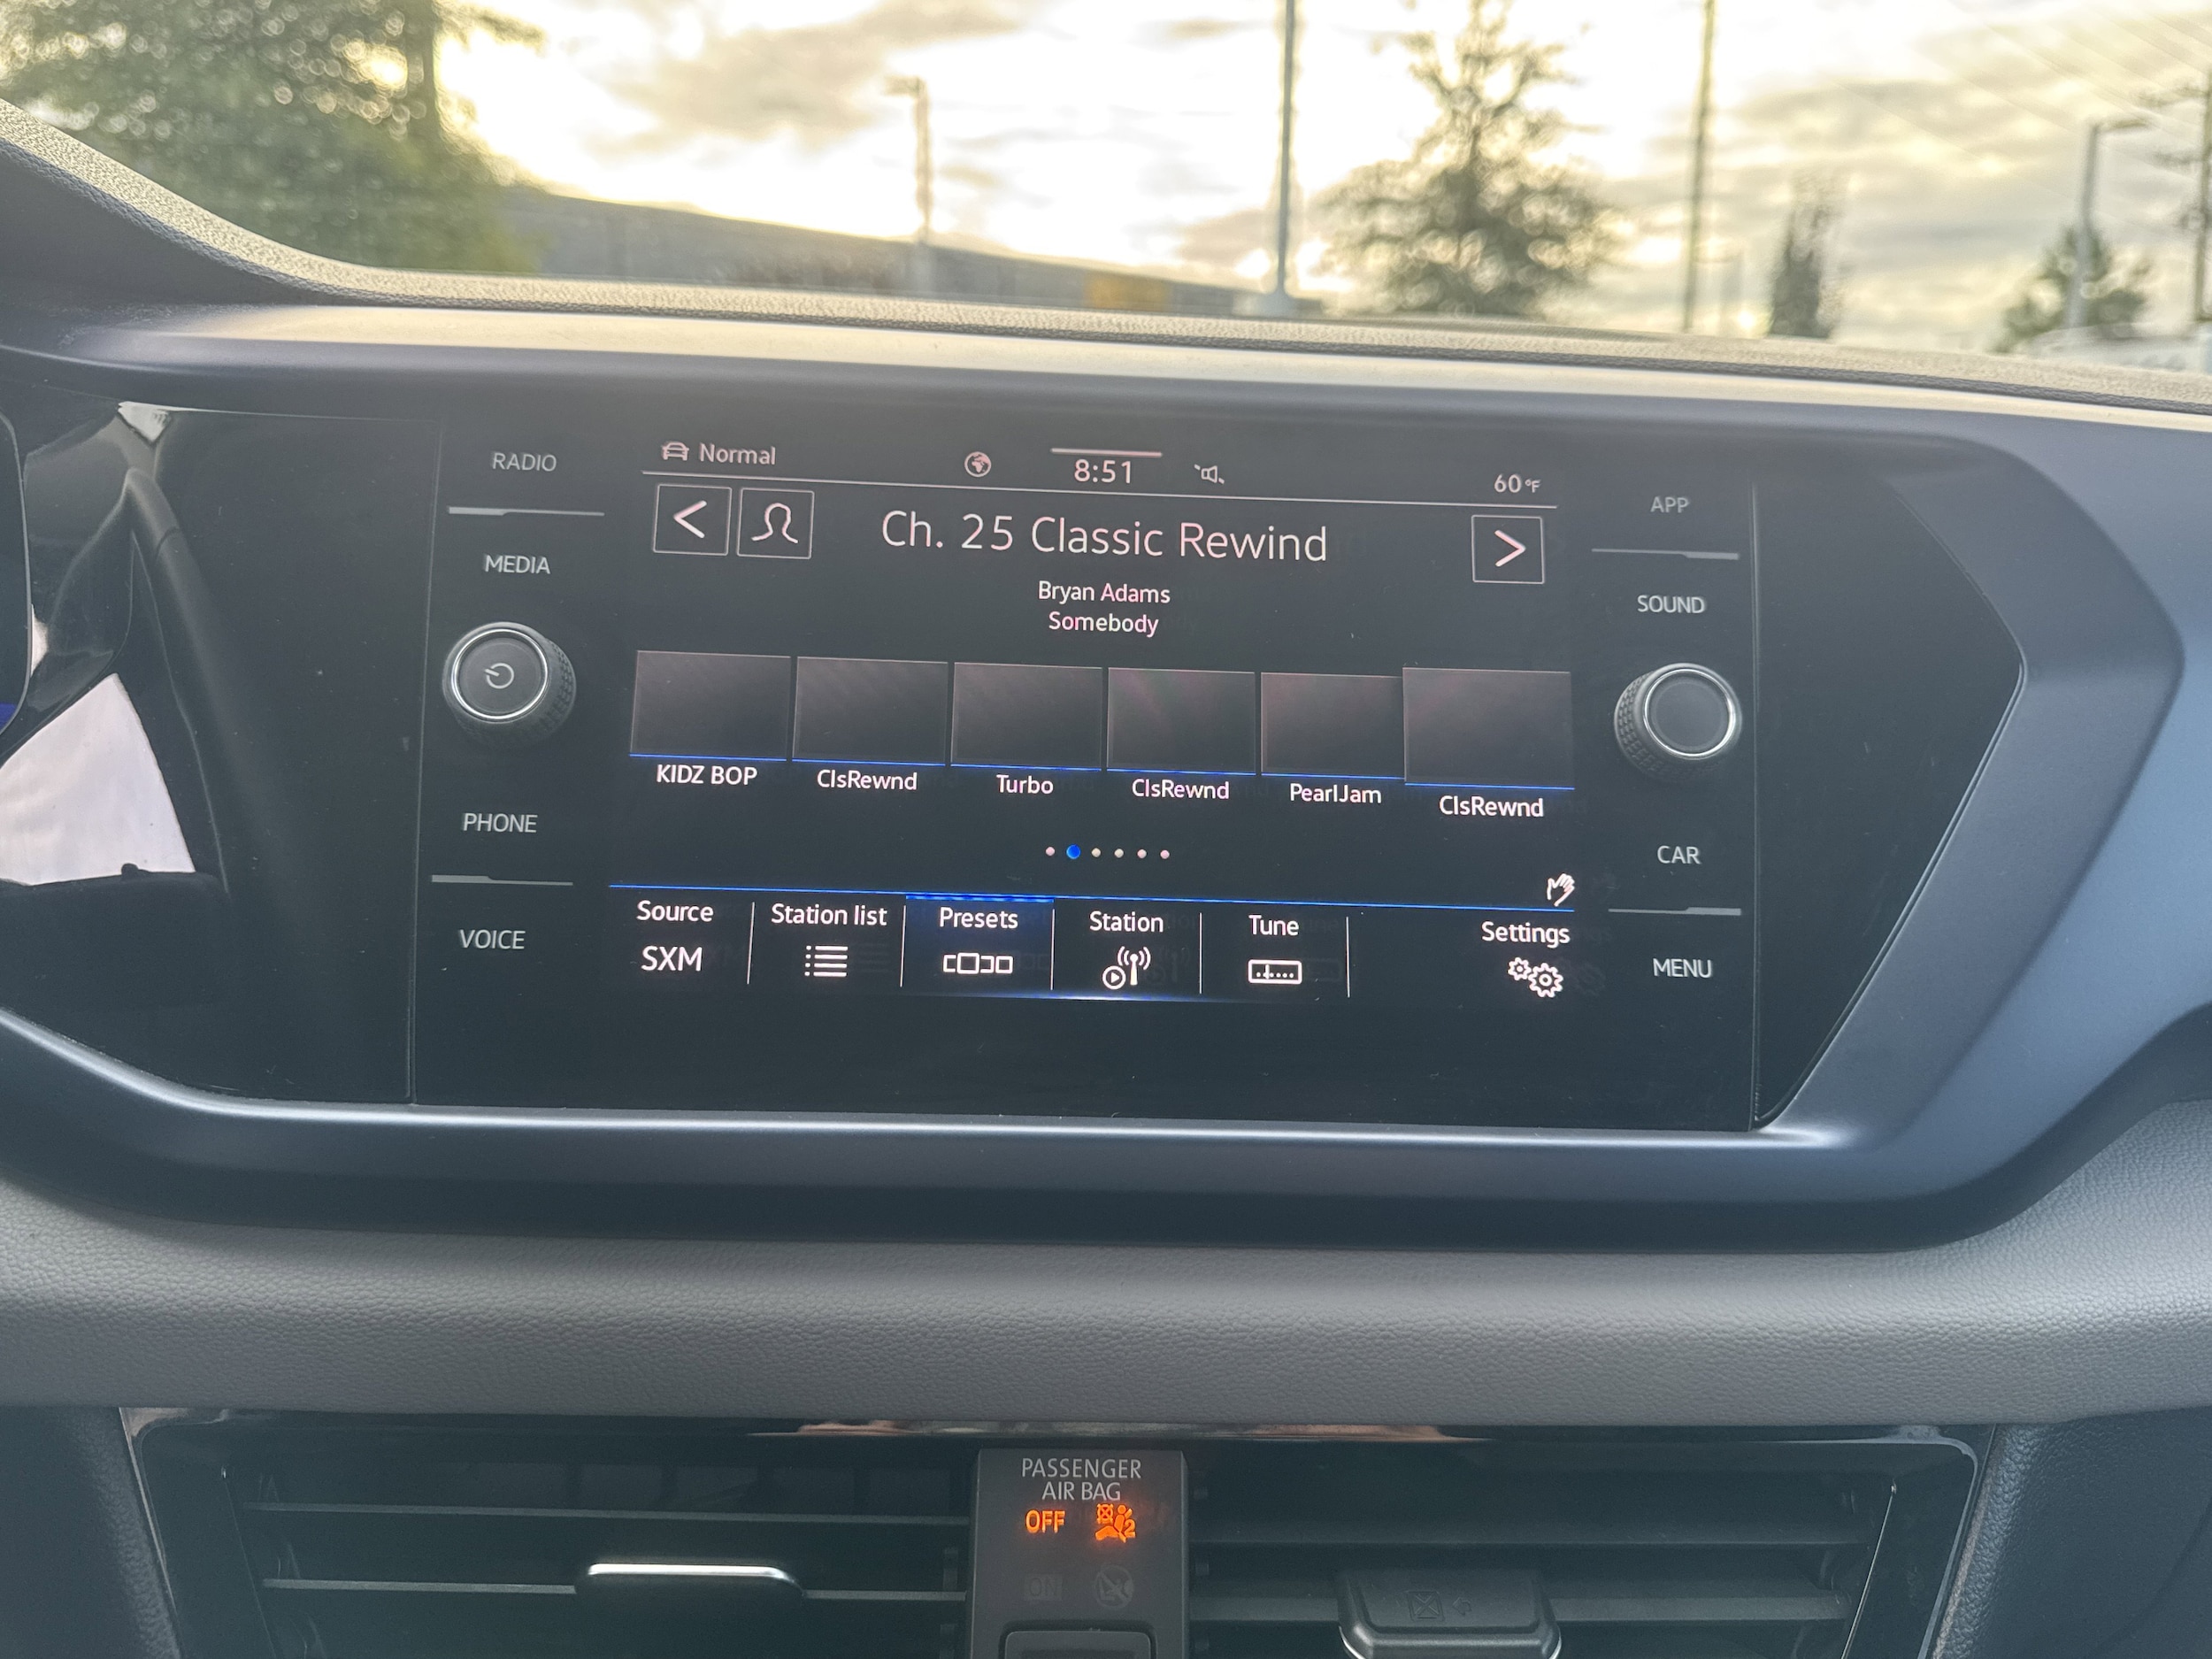 RADIO
MEDIA
PHONE
VOICE
Normal
8:51
60°F
Ch. 25 Classic Rewind
Bryan Adams
Somebody
KIDZ BOP
ClsRewnd
Turbo
ClsRewnd
PearlJam
ClsRewnd
Source
SXM
Station list
Presets
Station
Tune
Settings
APP
SOUND
CAR
MENU
PASSENGER
AIR BAG
OFF
2
ON